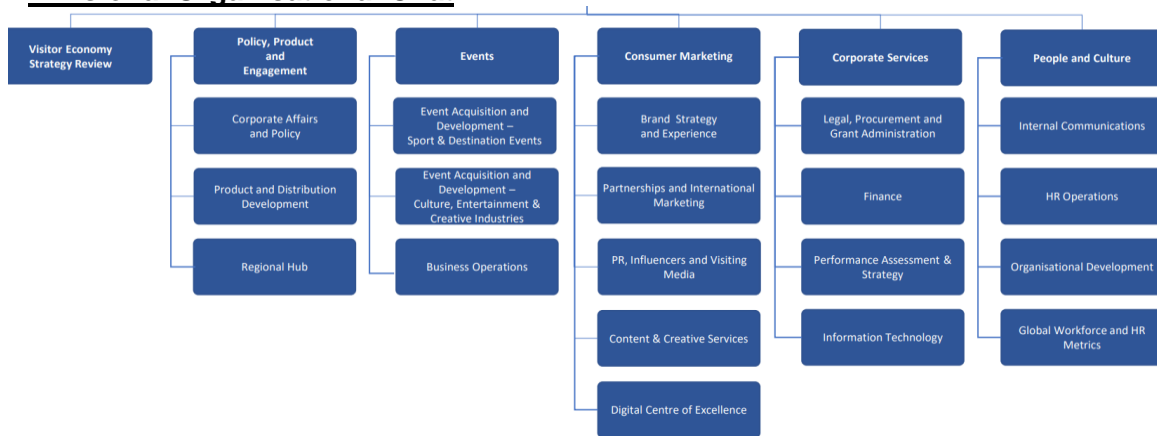 Visitor Economy
Strategy Review
Policy, Product
and
Engagement
Corporate Affairs
and Policy
Product and Distribution
Development
Regional Hub
Events
Event Acquisition and
Development –
Sport & Destination Events
Event Acquisition and
Development –
Culture, Entertainment &
Creative Industries
Business Operations
Consumer Marketing
Brand Strategy
and Experience
Partnerships and International
Marketing
PR, Influencers and Visiting
Media
Content & Creative Services
Digital Centre of Excellence
Corporate Services
Legal, Procurement and
Grant Administration
Finance
Performance Assessment &
Strategy
Information Technology
People and Culture
Internal Communications
HR Operations
Organisational Development
Global Workforce and HR
Metrics